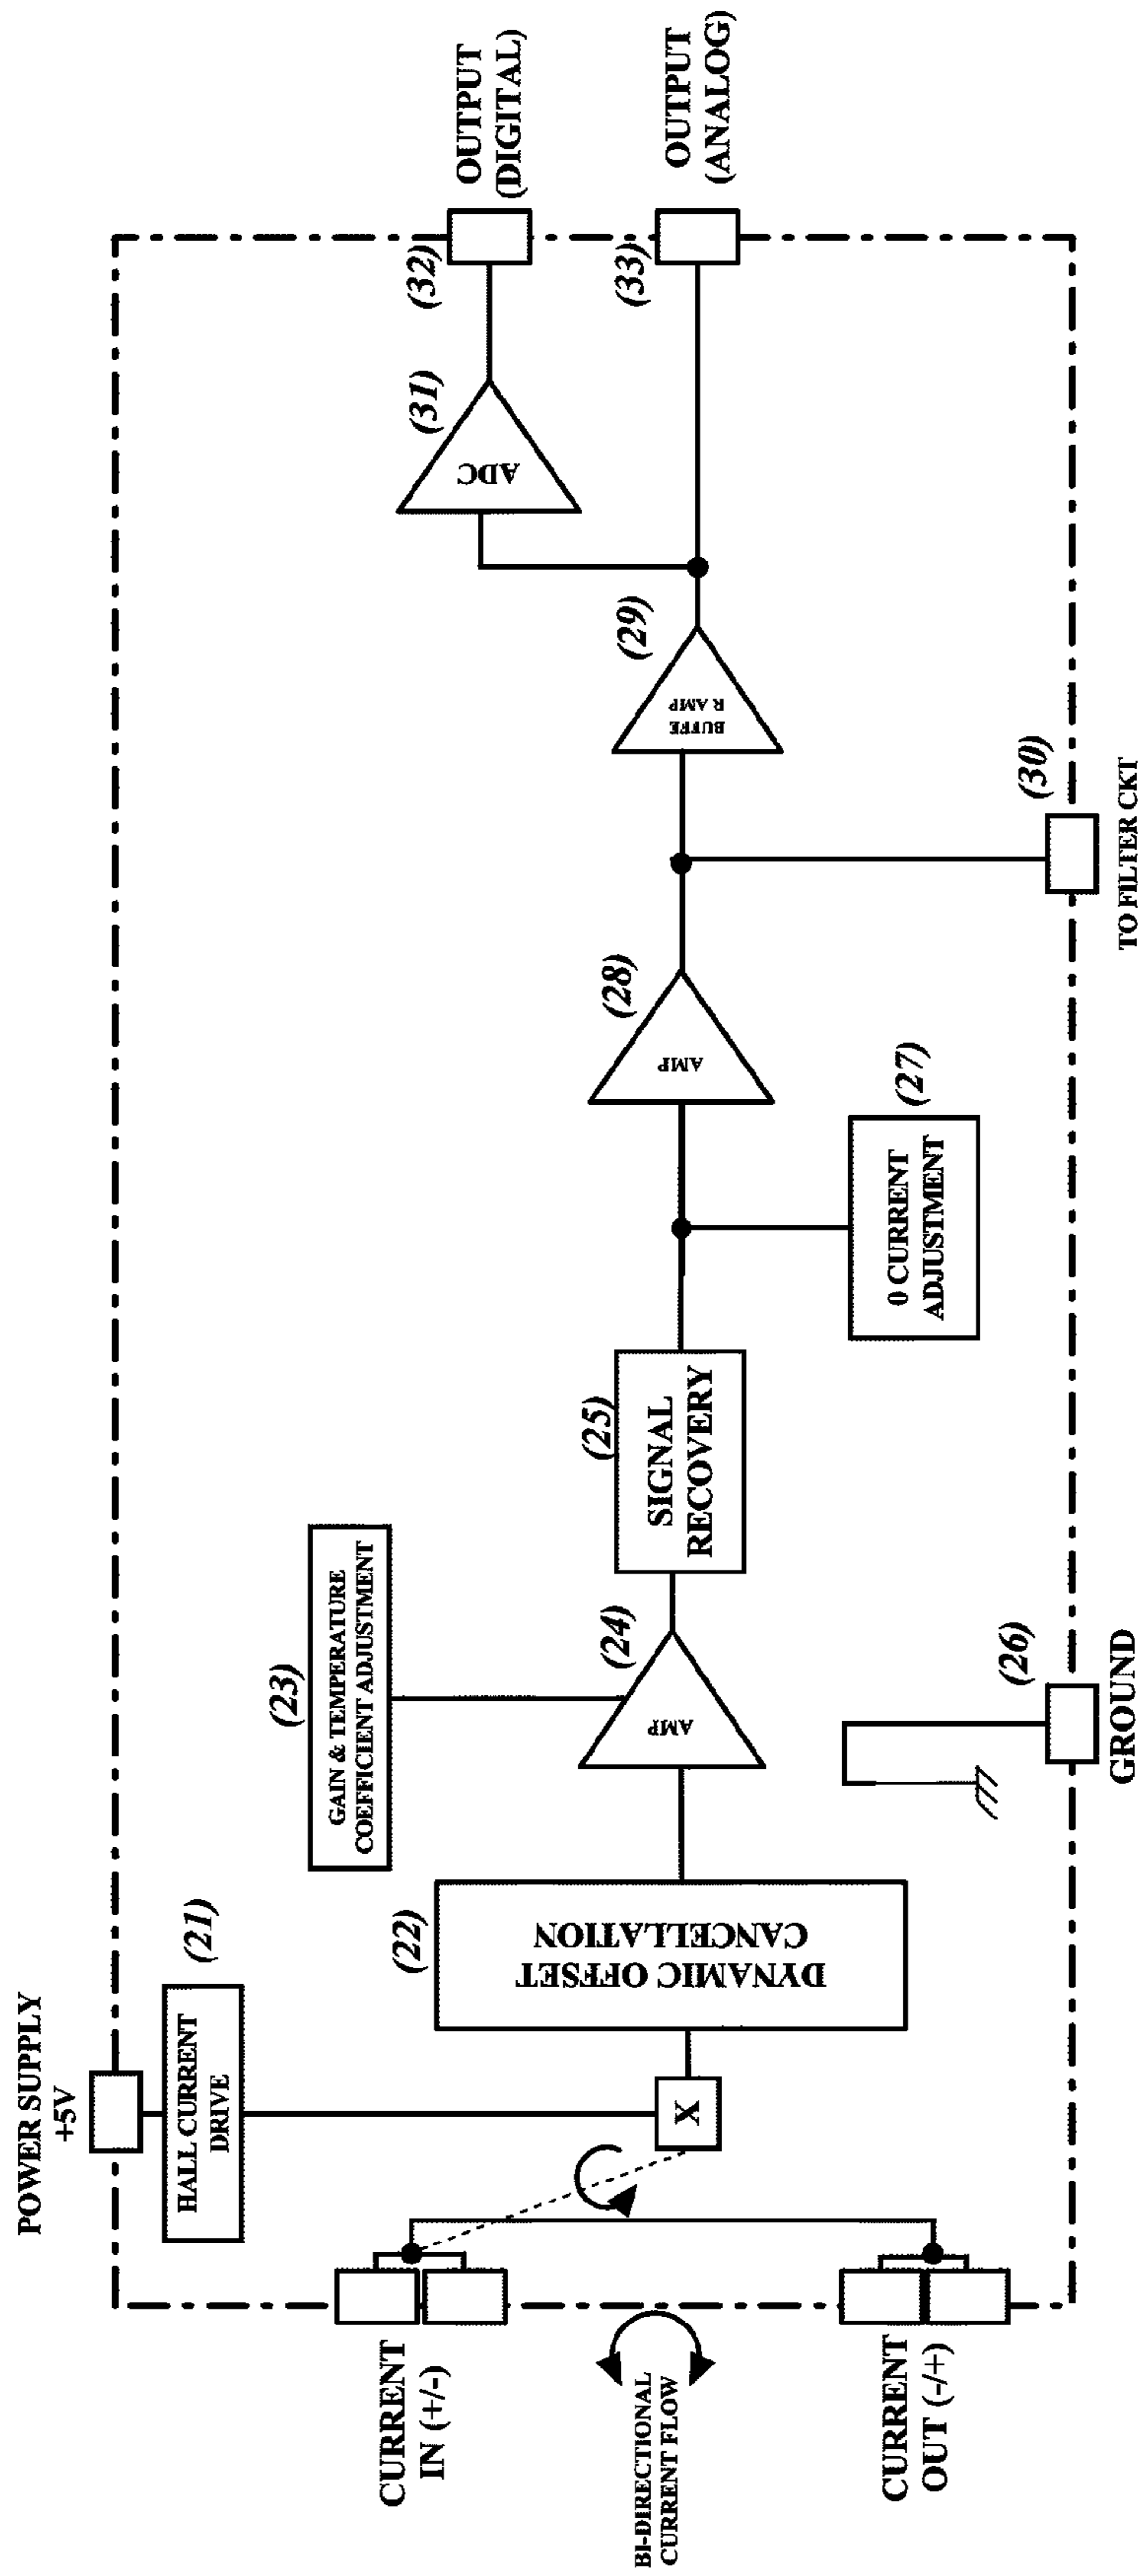 POWER SUPPLY
+5V
HALL CURRENT
DRIVE
(21)
CURRENT
IN (+/-)
BI-DIRECTIONAL
CURRENT FLOW
CURRENT
OUT (-/+)
X
(22)
DYNAMIC OFFSET
CANCELLATION
(23)
GAIN & TEMPERATURE
COEFFICIENT ADJUSTMENT
(24)
AMP
(25)
SIGNAL
RECOVERY
(26)
GROUND
(27)
0 CURRENT
ADJUSTMENT
(28)
AMP
(29)
BUFFE
R AMP
(30)
TO FILTER CKT
(31)
ADC
(32)
OUTPUT
(DIGITAL)
(33)
OUTPUT
(ANALOG)